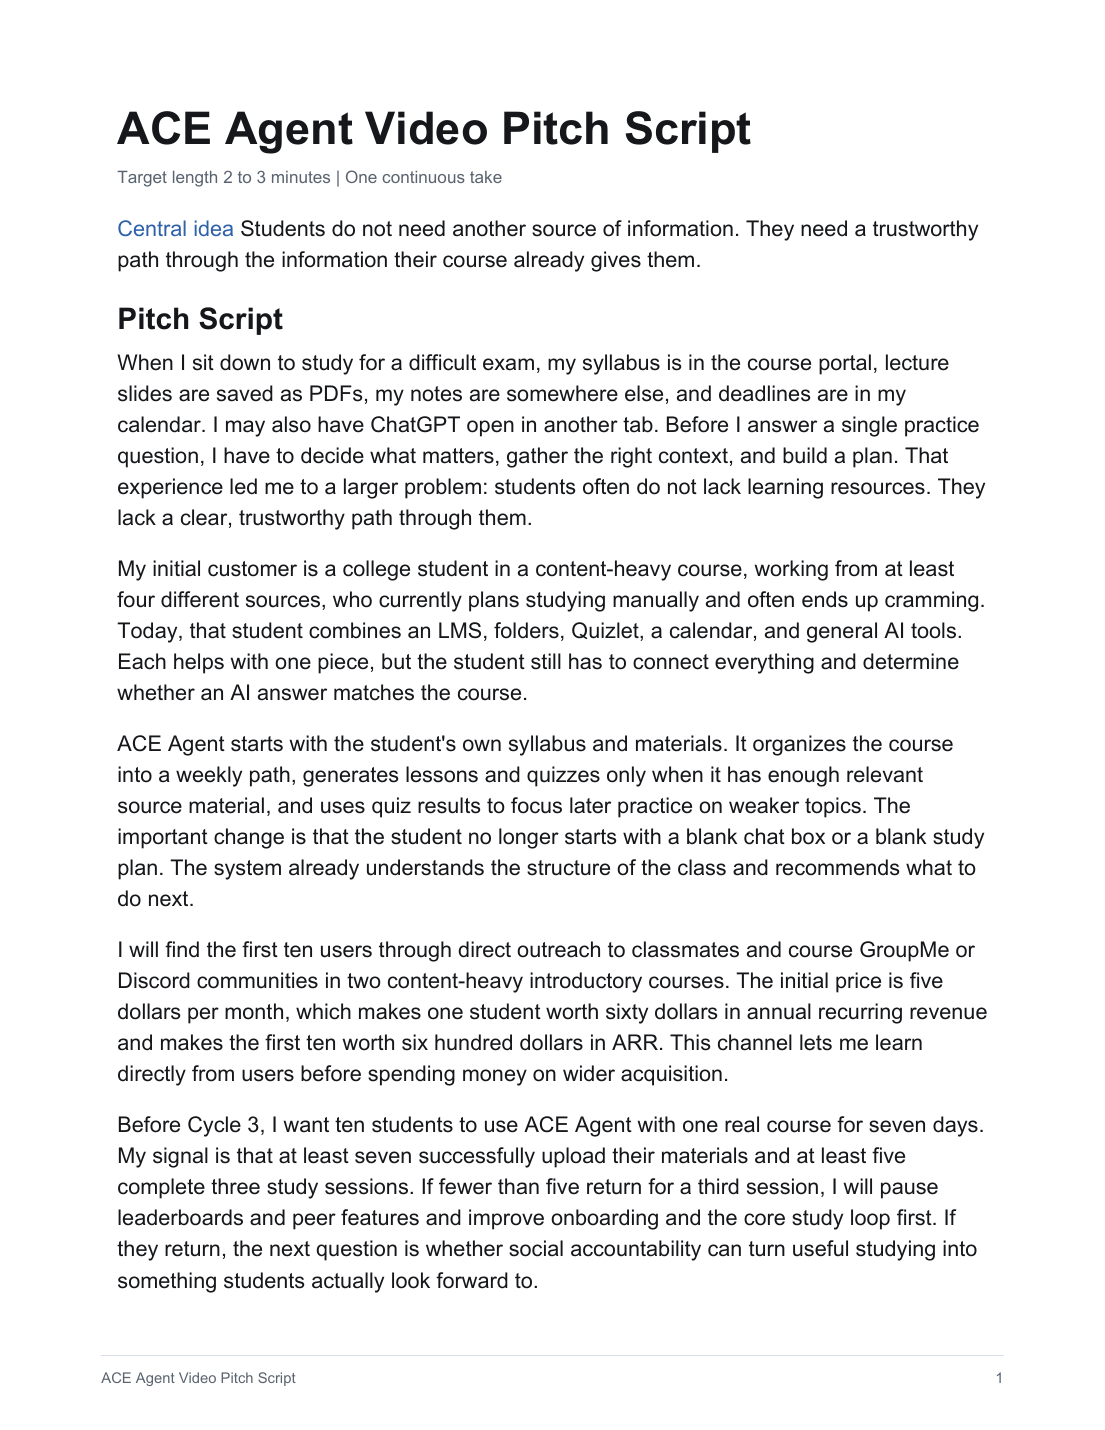 ACE Agent Video Pitch Script
Target length 2 to 3 minutes | One continuous take
Central idea Students do not need another source of information. They need a trustworthy
path through the information their course already gives them.
Pitch Script
When I sit down to study for a difficult exam, my syllabus is in the course portal, lecture
slides are saved as PDFs, my notes are somewhere else, and deadlines are in my
calendar. I may also have ChatGPT open in another tab. Before I answer a single practice
question, I have to decide what matters, gather the right context, and build a plan. That
experience led me to a larger problem: students often do not lack learning resources. They
lack a clear, trustworthy path through them.
My initial customer is a college student in a content-heavy course, working from at least
four different sources, who currently plans studying manually and often ends up cramming.
Today, that student combines an LMS, folders, Quizlet, a calendar, and general AI tools.
Each helps with one piece, but the student still has to connect everything and determine
whether an AI answer matches the course.
ACE Agent starts with the student's own syllabus and materials. It organizes the course
into a weekly path, generates lessons and quizzes only when it has enough relevant
source material, and uses quiz results to focus later practice on weaker topics. The
important change is that the student no longer starts with a blank chat box or a blank study
plan. The system already understands the structure of the class and recommends what to
do next.
I will find the first ten users through direct outreach to classmates and course GroupMe or
Discord communities in two content-heavy introductory courses. The initial price is five
dollars per month, which makes one student worth sixty dollars in annual recurring revenue
and makes the first ten worth six hundred dollars in ARR. This channel lets me learn
directly from users before spending money on wider acquisition.
Before Cycle 3, I want ten students to use ACE Agent with one real course for seven days.
My signal is that at least seven successfully upload their materials and at least five
complete three study sessions. If fewer than five return for a third session, I will pause
leaderboards and peer features and improve onboarding and the core study loop first. If
they return, the next question is whether social accountability can turn useful studying into
something students actually look forward to.
ACE Agent Video Pitch Script
1